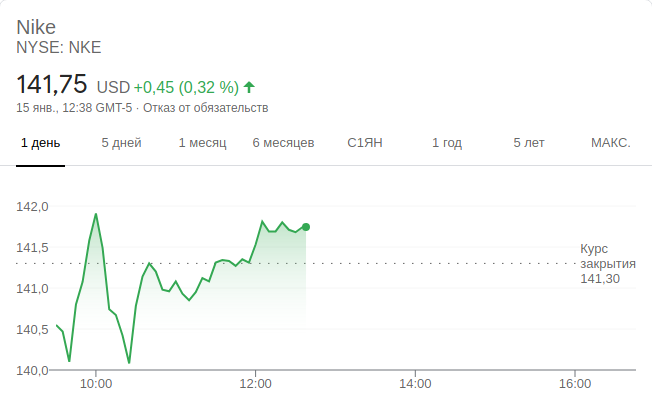 Nike
NYSE: NKE
141,75 USD +0,45 (0,32 %)
15 янв., 12:38 GMT-5 · Отказ от обязательств
1 день 5 дней 1 месяц 6 месяцев С1ЯН 1 год 5 лет МАКС.
142,0
141,5
141,0
140,5
140,0
Курс
закрытия
141,30
10:00 12:00 14:00 16:00